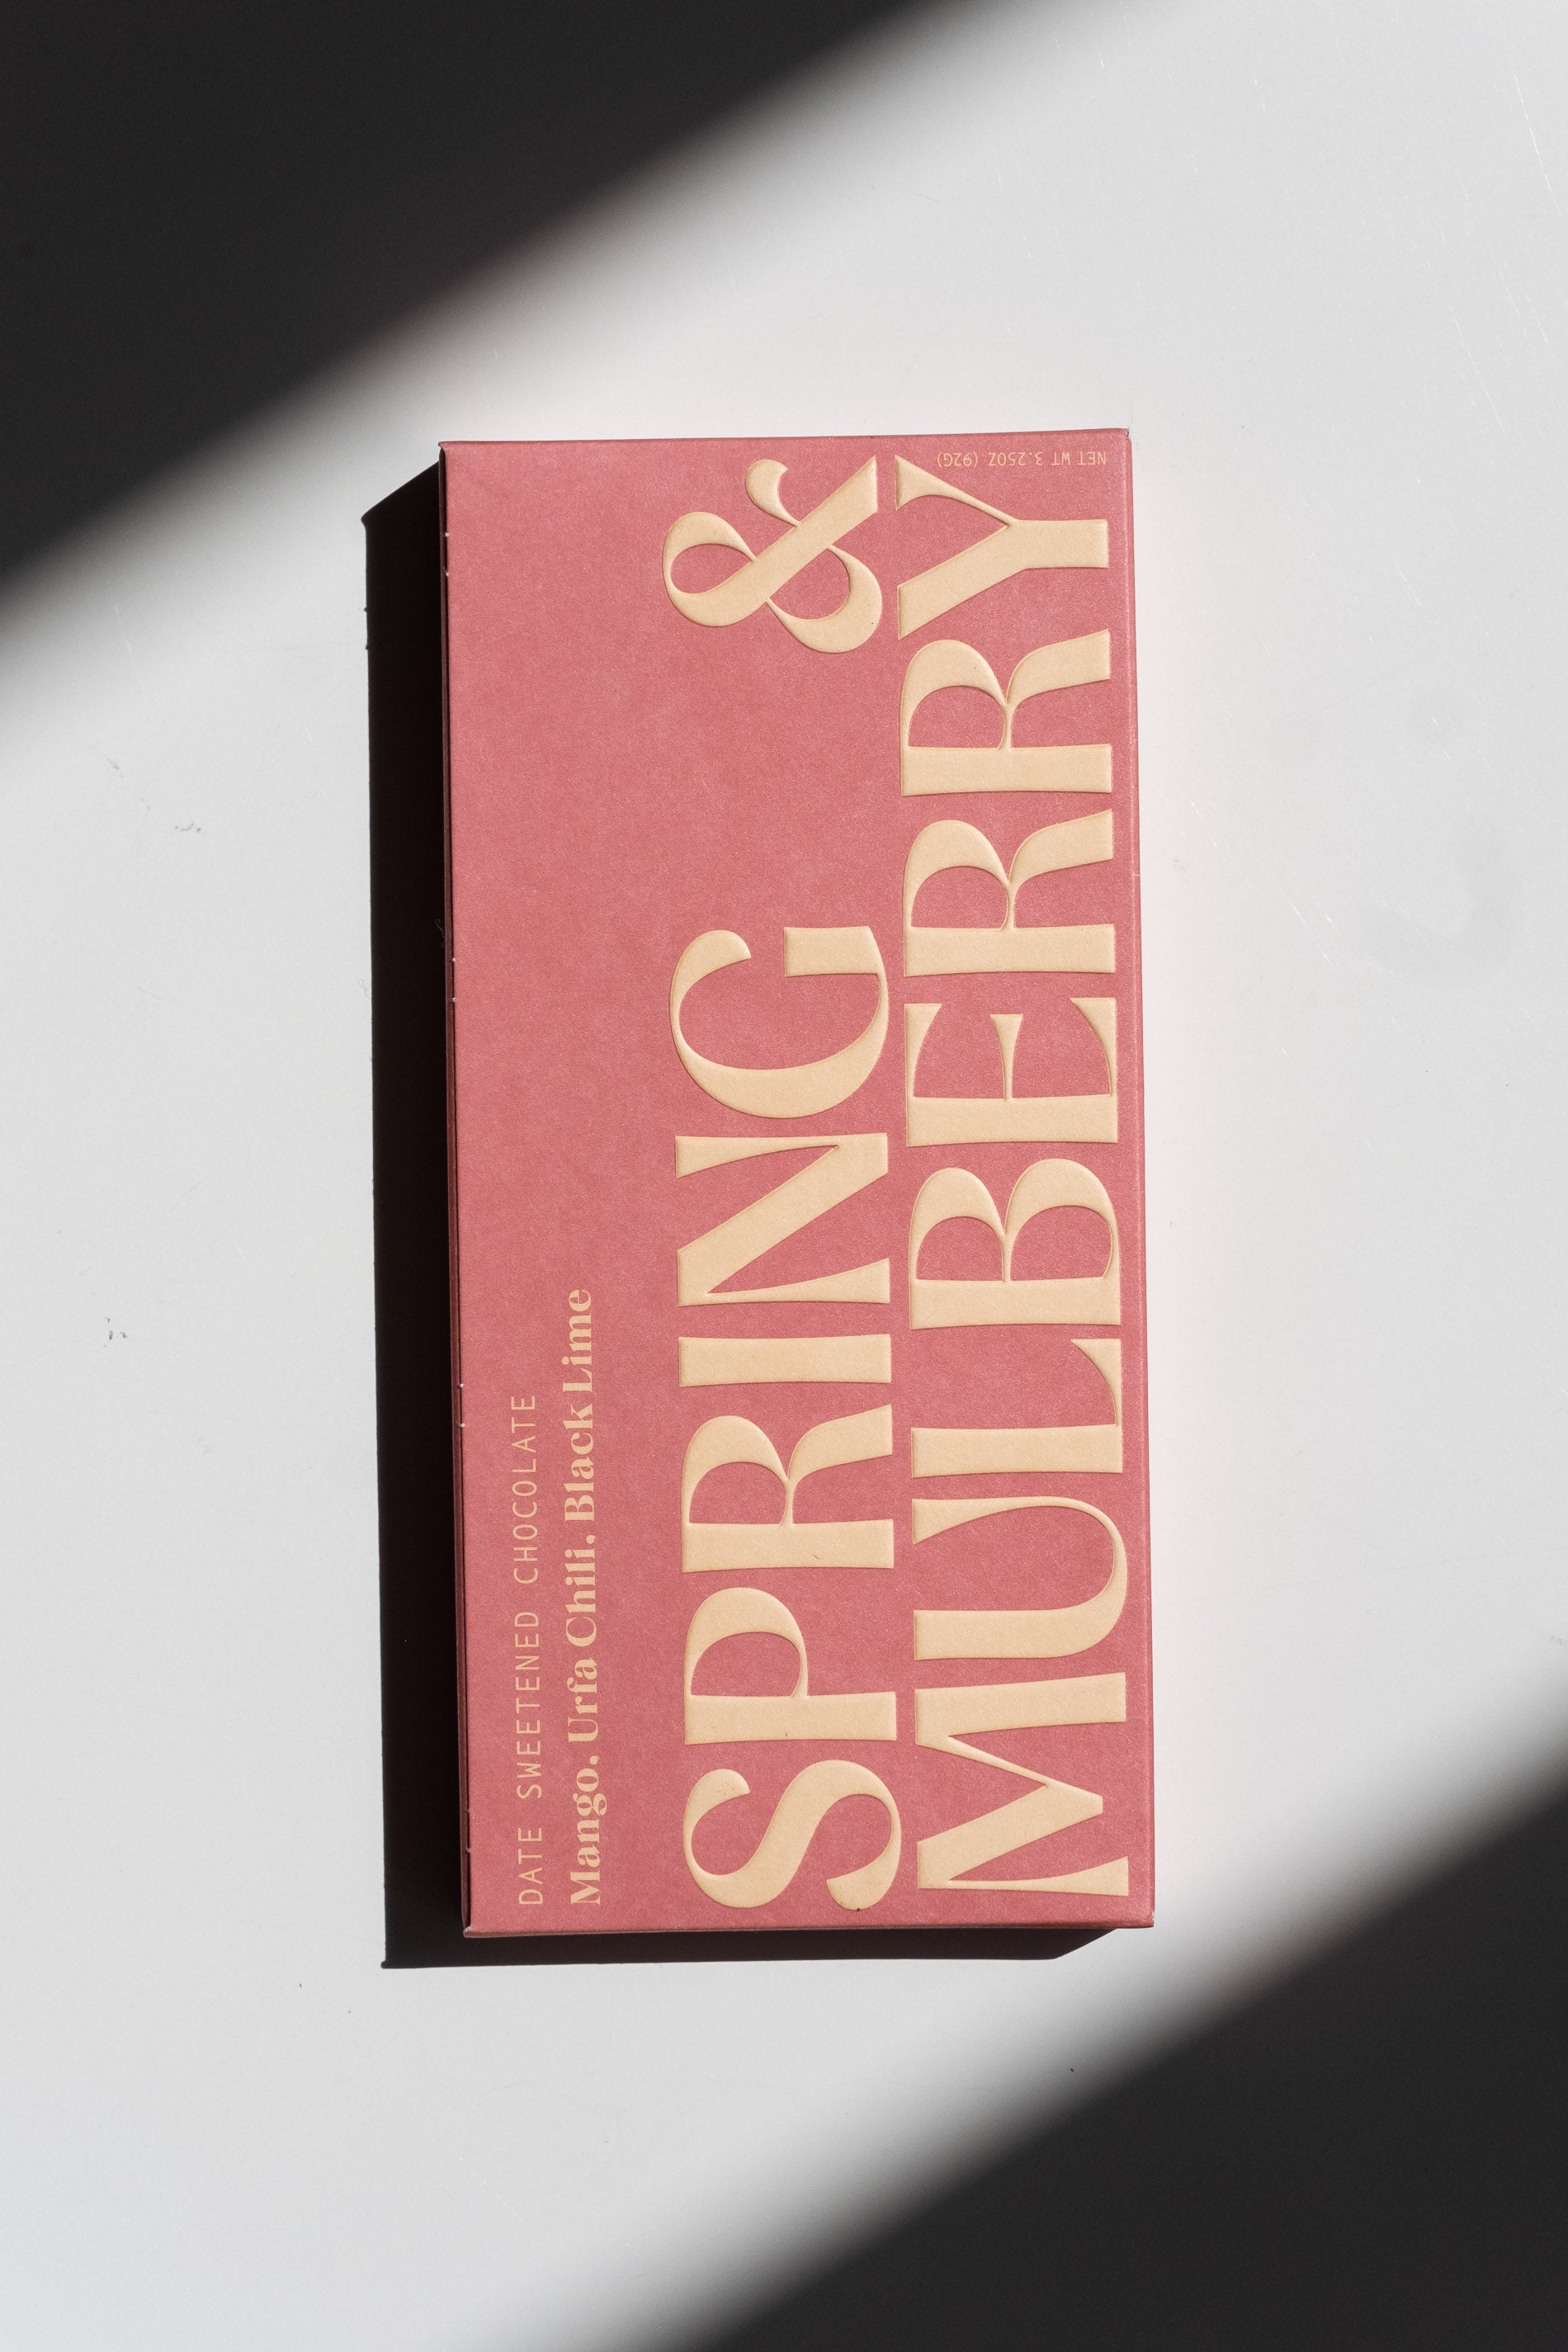 DATE SWEETENED CHOCOLATE
Mango, Urfa Chili, Black Lime
SPRING &
MULBERRY
NET WT 3.25OZ (92G)